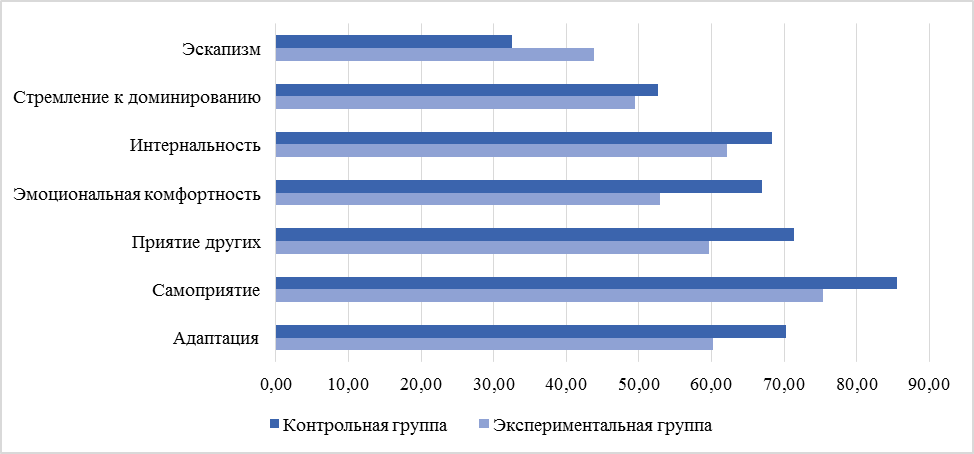 Эскапизм
Стремление к доминированию
Интернальность
Эмоциональная комфортность
Приятие других
Самоприятие
Адаптация
0,00 10,00 20,00 30,00 40,00 50,00 60,00 70,00 80,00 90,00
Контрольная группа Экспериментальная группа